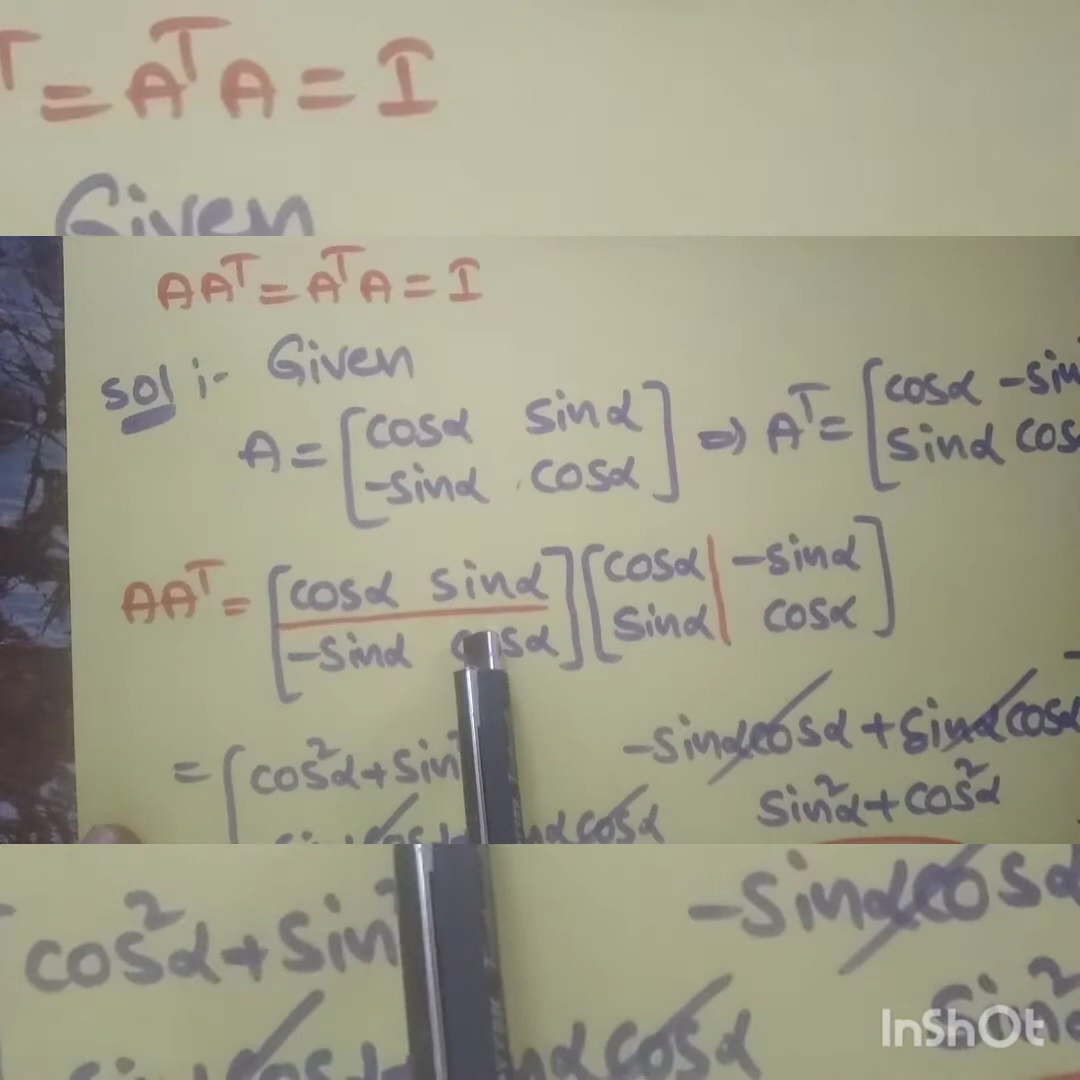 T = AᵀA = I
Given
AAᵀ = AᵀA = I
Sol :- Given
A = [cosα sinα ⇒ Aᵀ = [cosα -sin
-sinα cosα] sinα cos
AAᵀ = [cosα sinα] [cosα | -sinα]
-sinα cosα sinα | cosα
= [cos²α + sin -sinαcosα + sinαcosα
sin²α + cos²α
cos²α + sin -sinαcosα
sin²
InShOt